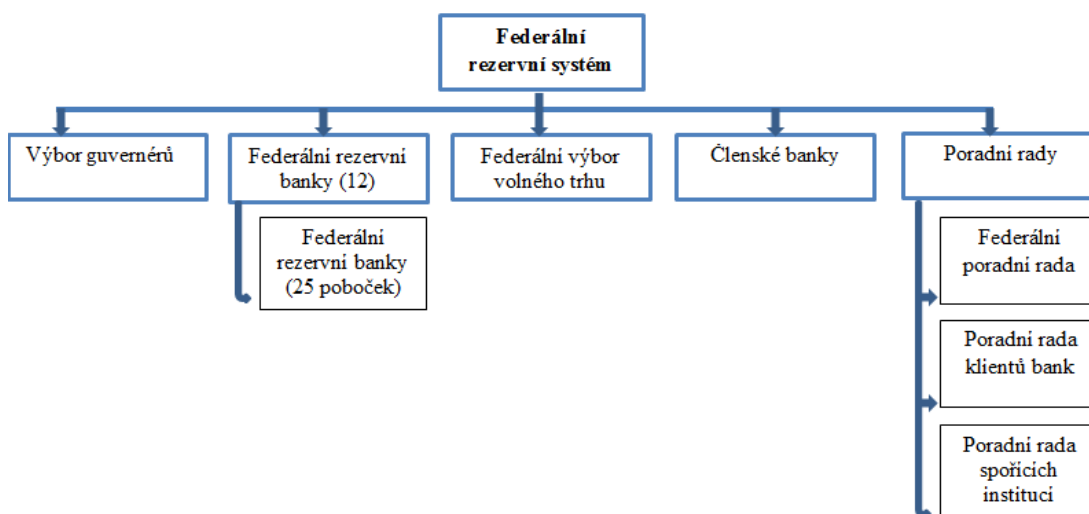 Federální
rezervní systém
Výbor guvernérů
Federální rezervní
banky (12)
Federální výbor
volného trhu
Členské banky
Poradní rady
Federální
rezervní banky
(25 poboček)
Federální
poradní rada
Poradní rada
klientů bank
Poradní rada
spořících
institucí